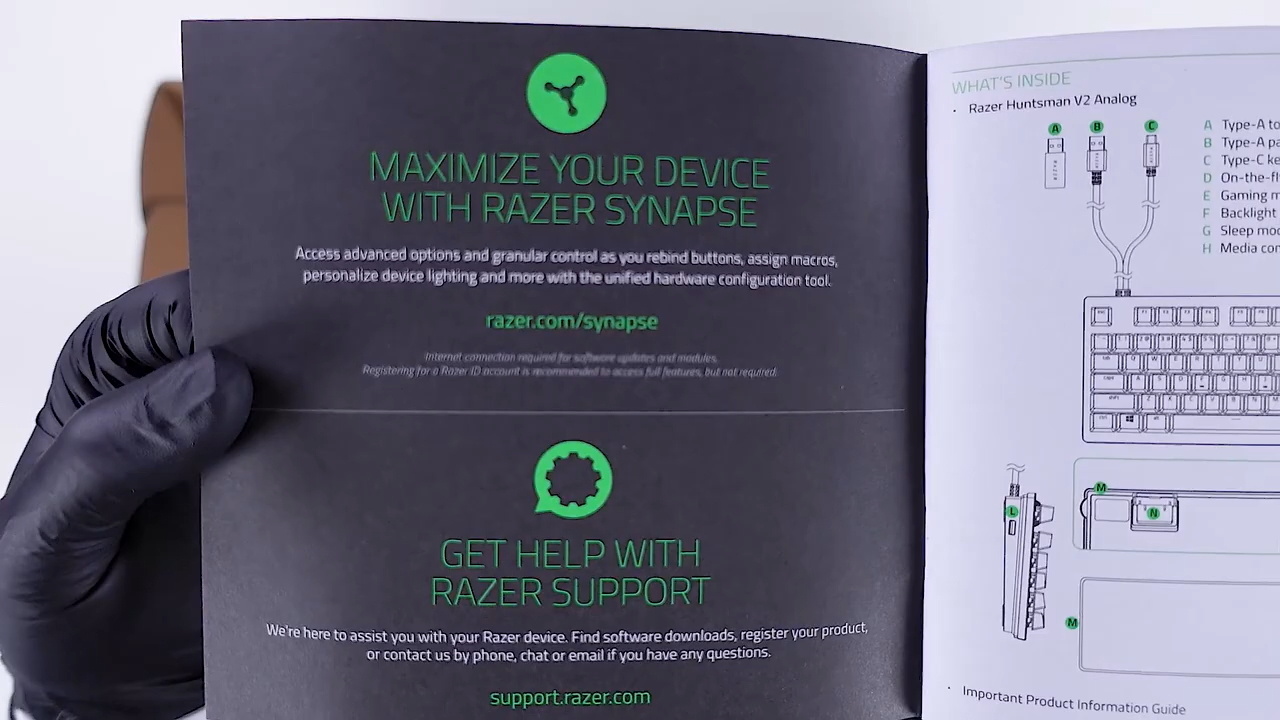 MAXIMIZE YOUR DEVICE
WITH RAZER SYNAPSE
Access advanced options and granular control as you rebind buttons, assign macros,
personalize device lighting and more with the unified hardware configuration tool.
razer.com/synapse
Internet connection required for software updates and modules.
Registering for a Razer ID account is recommended to access full features, but not required.
GET HELP WITH
RAZER SUPPORT
We're here to assist you with your Razer device. Find software downloads, register your product,
or contact us by phone, chat or email if you have any questions.
support.razer.com
WHAT'S INSIDE
· Razer Huntsman V2 Analog
A B C
A Type-A to
B Type-A pa
C Type-C ke
D On-the-fl
E Gaming m
F Backlight
G Sleep mod
H Media con
L
M
N
M
· Important Product Information Guide